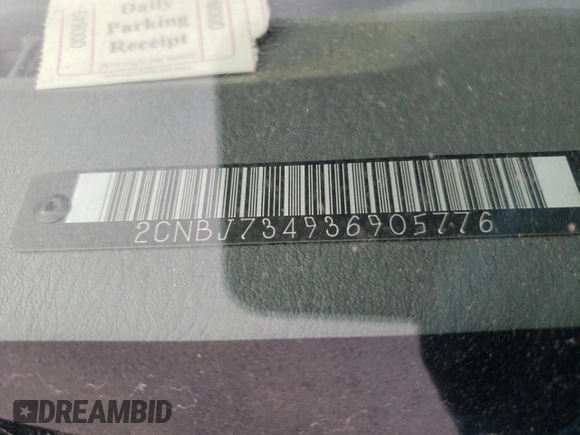 Daily
Parking
Receipt
2CNBJ734936905776
DREAMBID